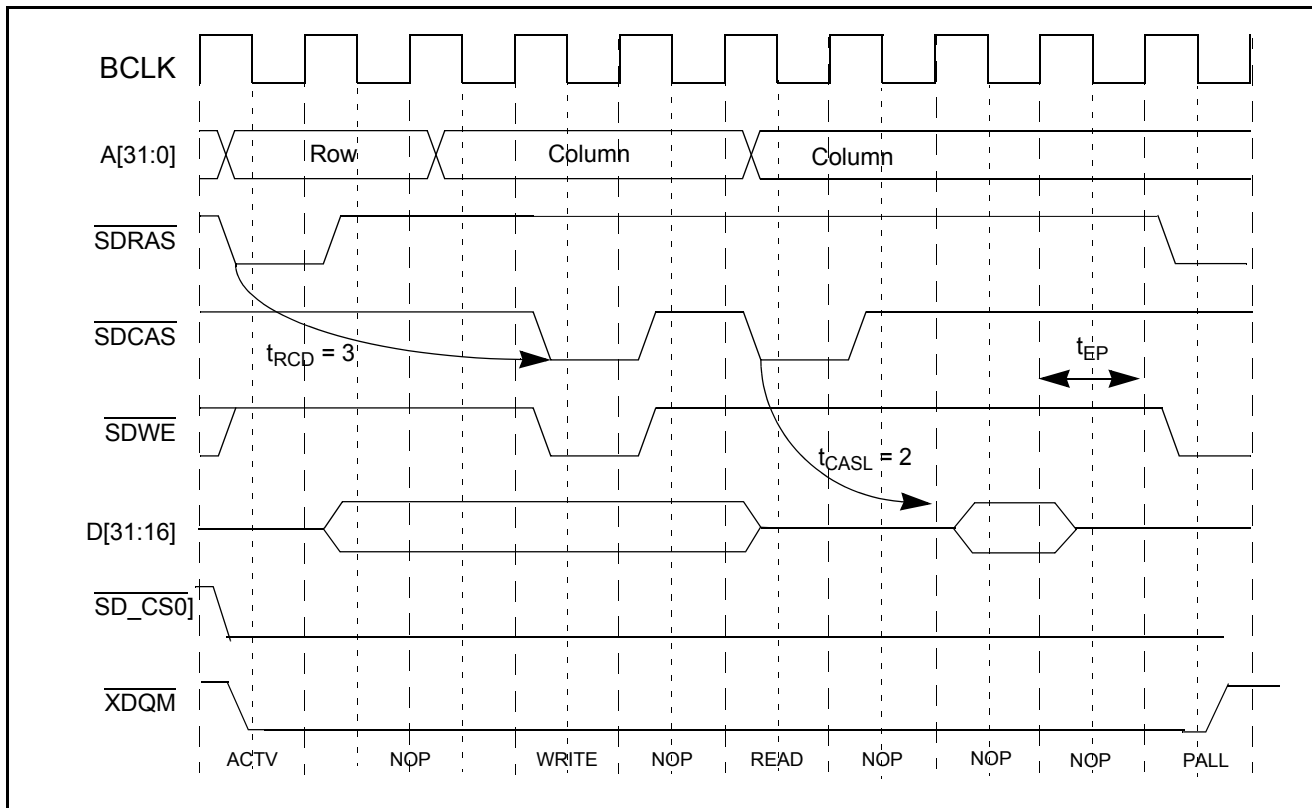 BCLK
A[31:0]
Row
Column
Column
SDRAS
SDCAS
tRCD = 3
tEP
SDWE
tCASL = 2
D[31:16]
SD_CS0]
XDQM
ACTV
NOP
WRITE
NOP
READ
NOP
NOP
NOP
PALL